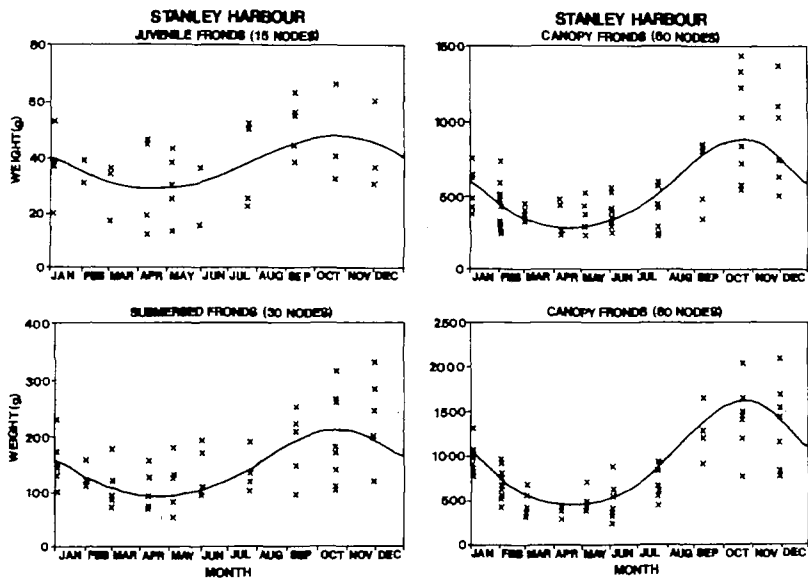 STANLEY HARBOUR
JUVENILE FRONDS (15 NODES)
80
60
40
20
0
WEIGHT(g)
JAN FEB MAR APR MAY JUN JUL AUG SEP OCT NOV DEC
STANLEY HARBOUR
CANOPY FRONDS (60 NODES)
1500
1000
500
0
JAN FEB MAR APR MAY JUN JUL AUG SEP OCT NOV DEC
SUBMERSED FRONDS (30 NODES)
400
300
200
100
0
WEIGHT(g)
JAN FEB MAR APR MAY JUN JUL AUG SEP OCT NOV DEC
MONTH
CANOPY FRONDS (80 NODES)
2500
2000
1500
1000
500
0
JAN FEB MAR APR MAY JUN JUL AUG SEP OCT NOV DEC
MONTH